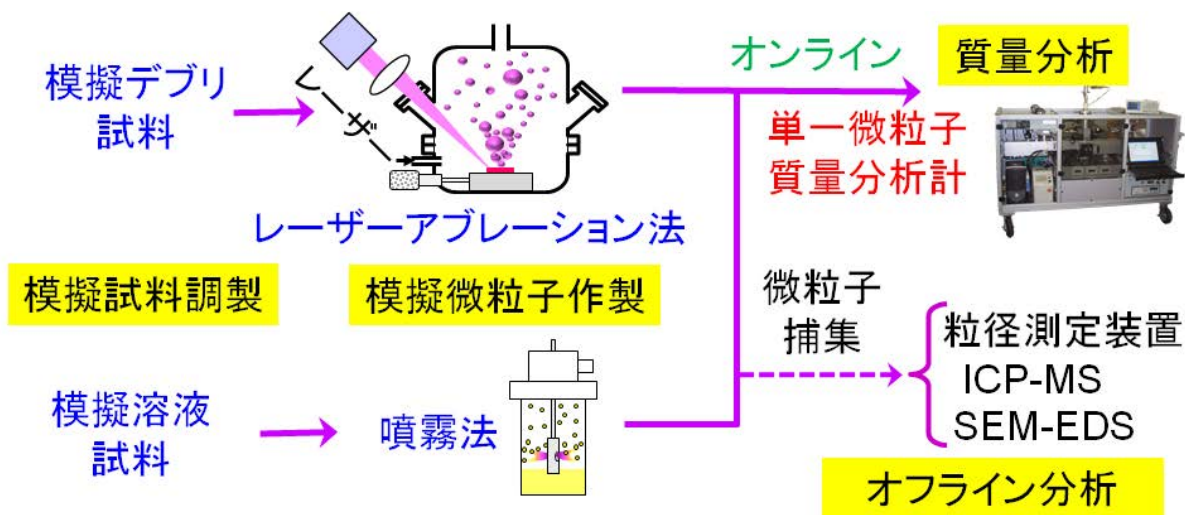 模擬デブリ
試料
レーザー
レーザーアブレーション法
オンライン
単一微粒子
質量分析計
質量分析
模擬試料調製
模擬微粒子作製
微粒子
捕集
粒径測定装置
ICP-MS
SEM-EDS
模擬溶液
試料
噴霧法
オフライン分析